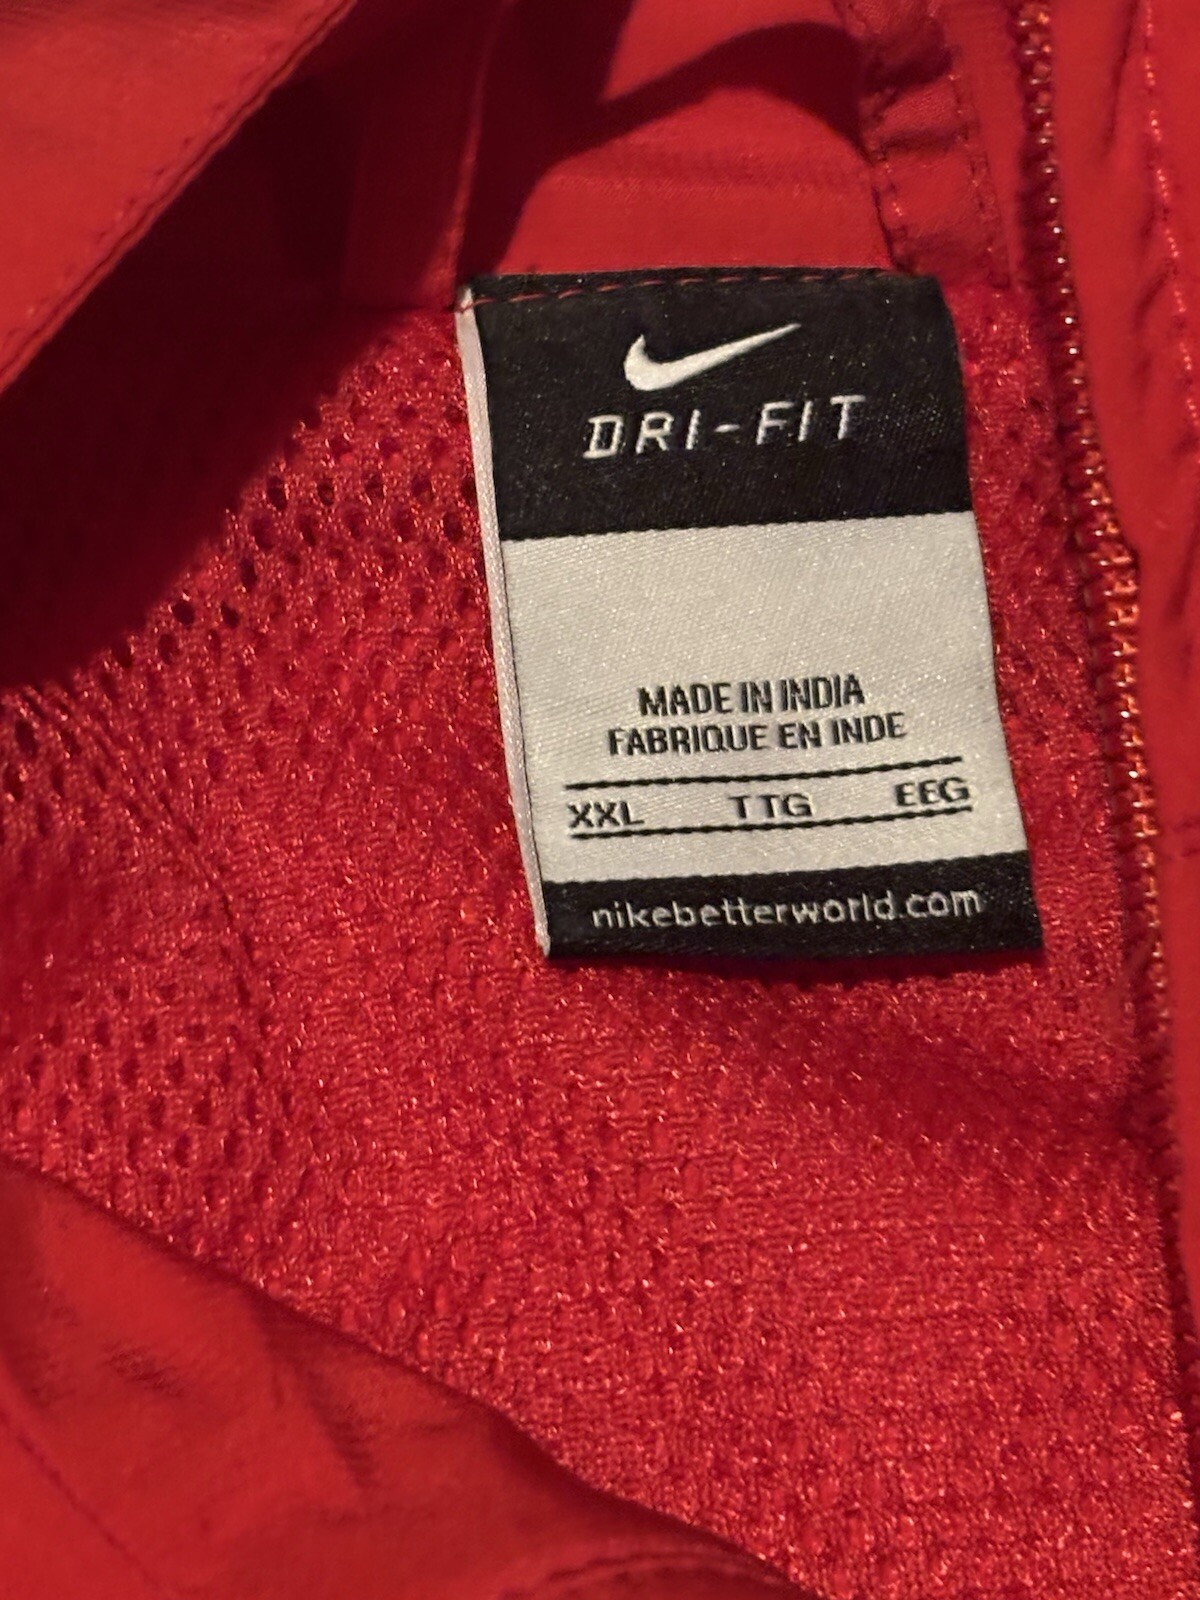 DRI-FIT
MADE IN INDIA
FABRIQUE EN INDE
XXL TTG EEG
nikebetterworld.com